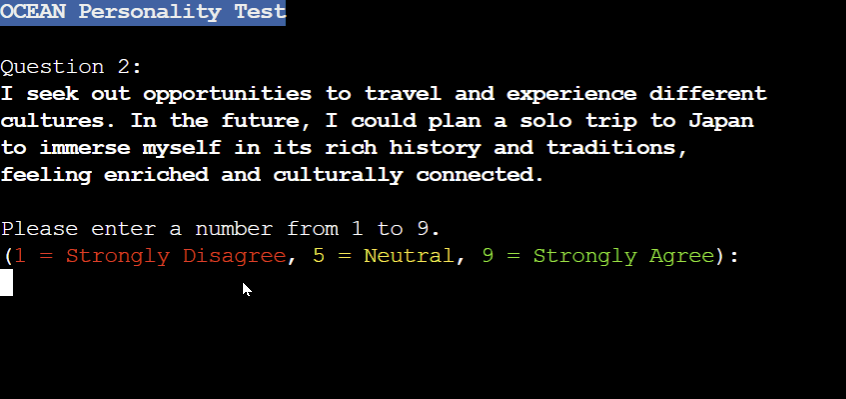 OCEAN Personality Test
Question 2:
I seek out opportunities to travel and experience different
cultures. In the future, I could plan a solo trip to Japan
to immerse myself in its rich history and traditions,
feeling enriched and culturally connected.
Please enter a number from 1 to 9.
(1 = Strongly Disagree, 5 = Neutral, 9 = Strongly Agree):